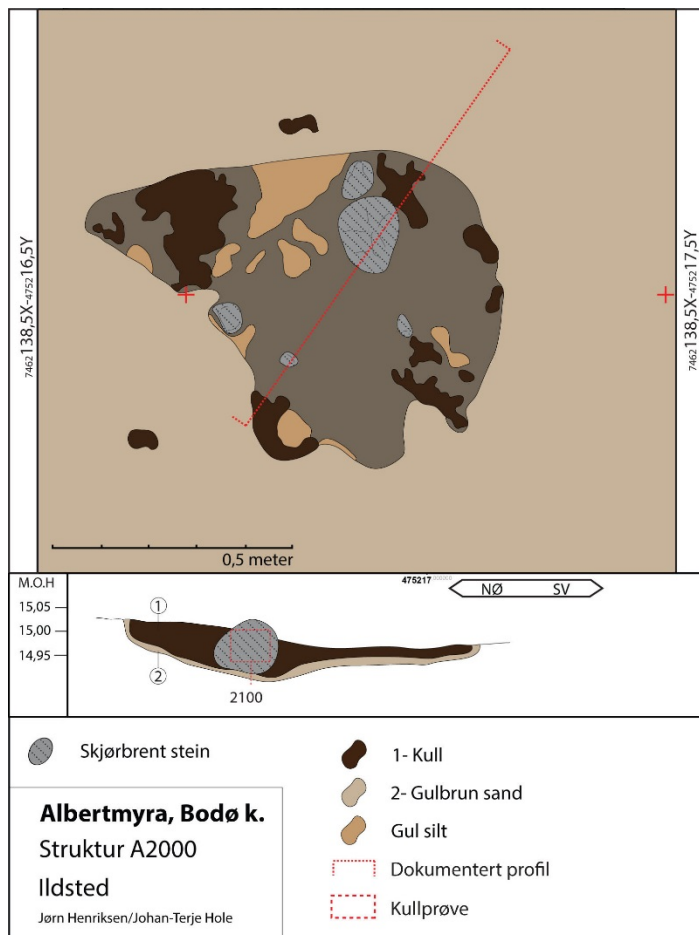 7462138,5X-475216,5Y
7462138,5X-475217,5Y
0,5 meter
M.O.H
475217
NØ SV
15,05
15,00
14,95
1
2
2100
Skjørbrent stein
1- Kull
2- Gulbrun sand
Gul silt
Dokumentert profil
Kullprøve
Albertmyra, Bodø k.
Struktur A2000
Ildsted
Jørn Henriksen/Johan-Terje Hole